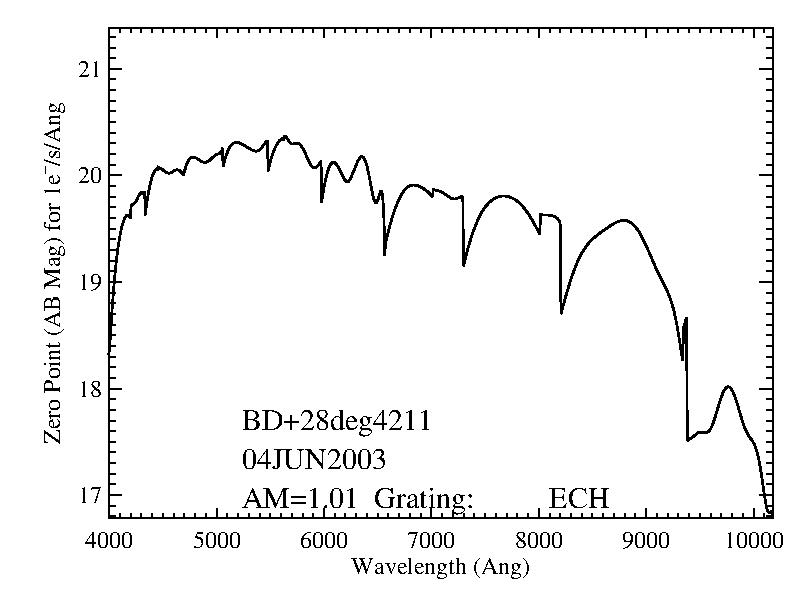 21
20
19
18
17
Zero Point (AB Mag) for 1e⁻/s/Ang
BD+28deg4211
04JUN2003
AM=1.01 Grating: ECH
4000 5000 6000 7000 8000 9000 10000
Wavelength (Ang)